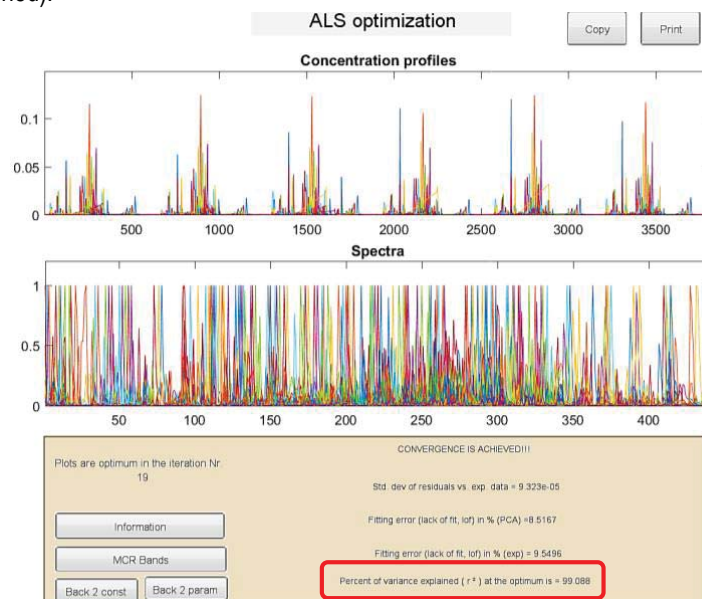 ALS optimization
Copy
Print
Concentration profiles
0.1
0.05
0
500 1000 1500 2000 2500 3000 3500
Spectra
1
0.5
0
50 100 150 200 250 300 350 400
Plots are optimum in the iteration Nr.
19
Information
MCR Bands
Back 2 const
Back 2 param
CONVERGENCE IS ACHIEVED!!!
Std. dev of residuals vs. exp. data = 9.323e-05
Fitting error (lack of fit, lof) in % (PCA) =8.5167
Fitting error (lack of fit, lof) in % (exp) = 9.5496
Percent of variance explained ( r² ) at the optimum is = 99.088